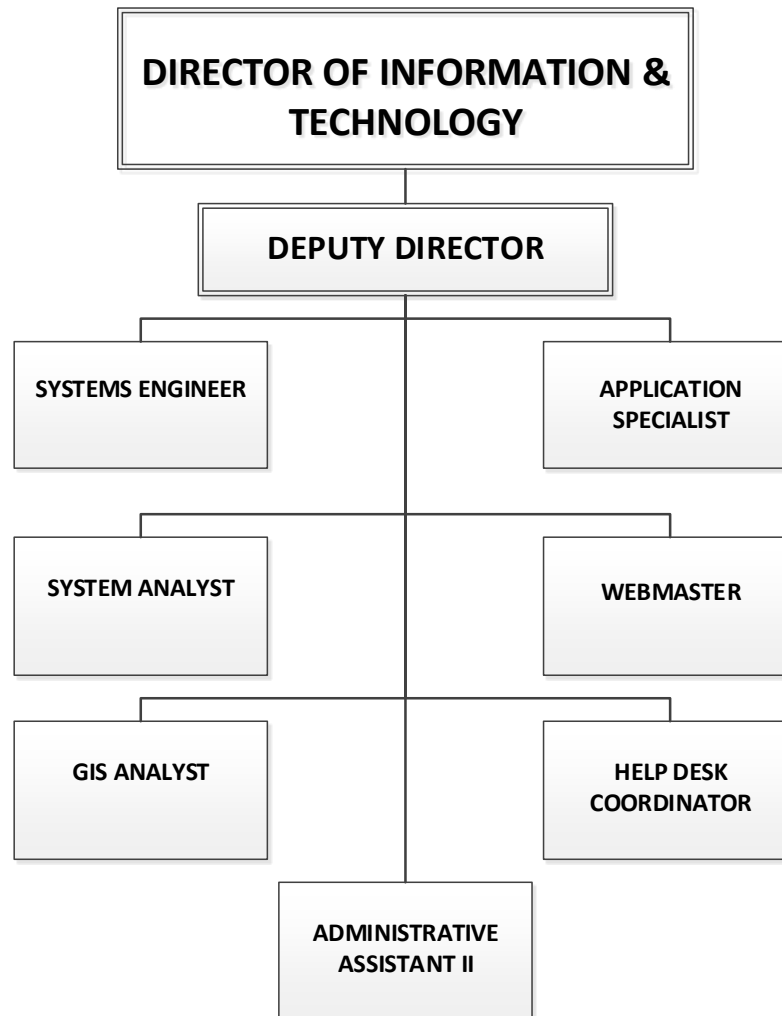 DIRECTOR OF INFORMATION &
TECHNOLOGY
DEPUTY DIRECTOR
SYSTEMS ENGINEER
APPLICATION
SPECIALIST
SYSTEM ANALYST
WEBMASTER
GIS ANALYST
HELP DESK
COORDINATOR
ADMINISTRATIVE
ASSISTANT II